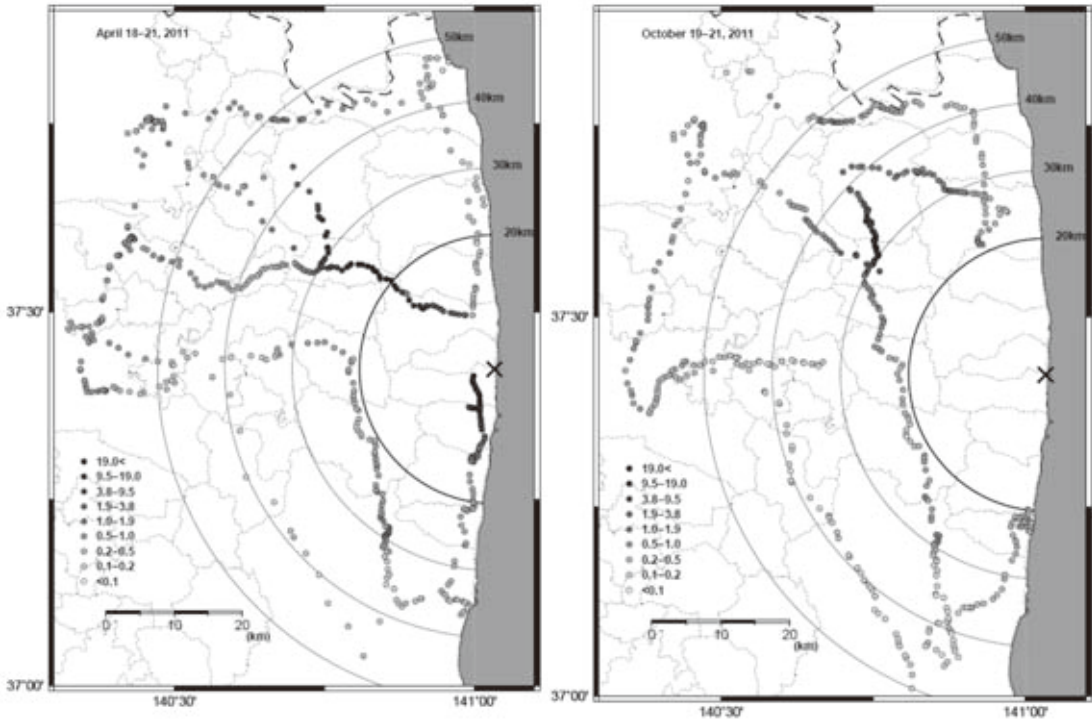 April 18–21, 2011
50km
40km
30km
20km
37°30'
19.0<
9.5–19.0
3.8–9.5
1.9–3.8
1.0–1.9
0.5–1.0
0.2–0.5
0.1–0.2
<0.1
0 10 20
(km)
37°00'
140°30'
141°00'
October 19–21, 2011
50km
40km
30km
20km
37°30'
19.0<
9.5–19.0
3.8–9.5
1.9–3.8
1.0–1.9
0.5–1.0
0.2–0.5
0.1–0.2
<0.1
0 10 20
(km)
37°00'
140°30'
141°00'